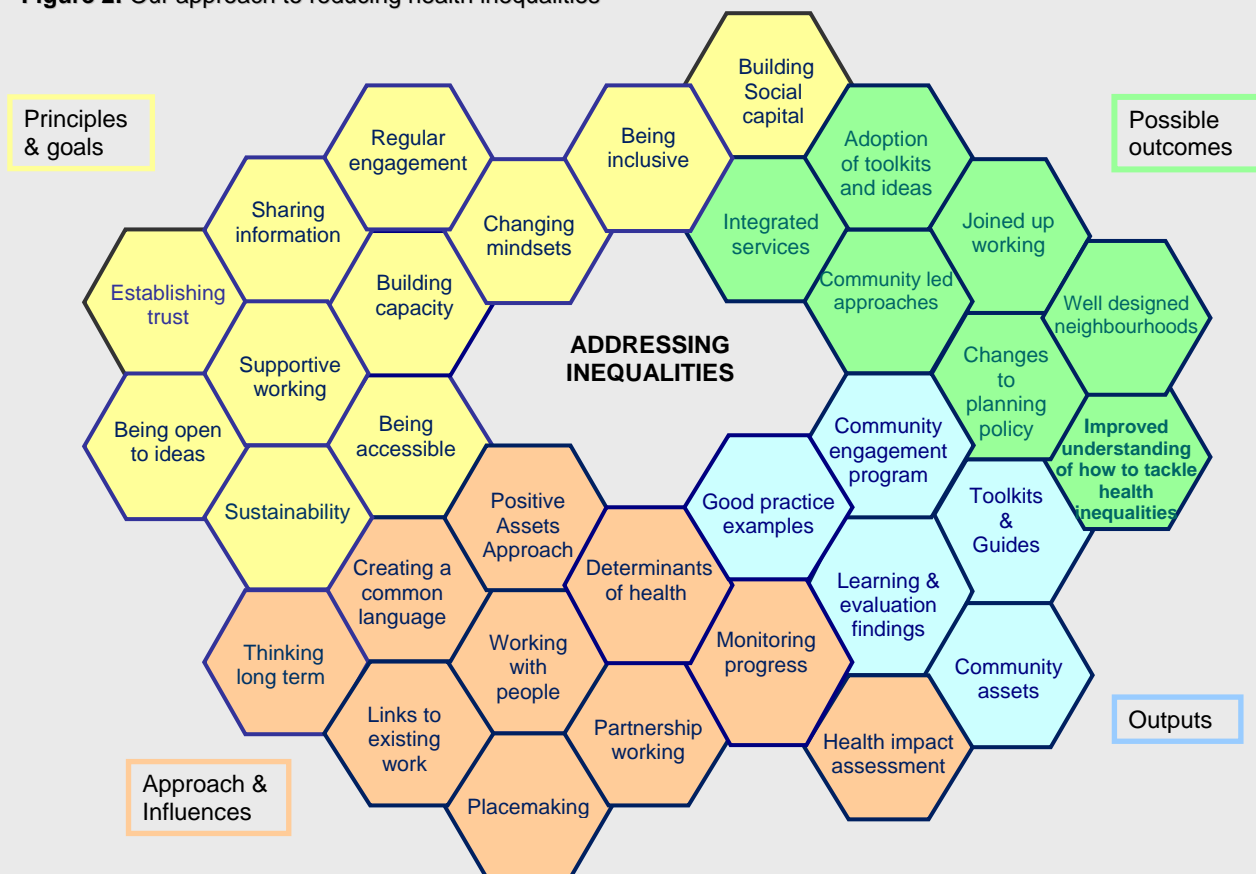 Figure 2: Our approach to reducing health inequalities
Principles
& goals
Building
Social
capital
Regular
engagement
Being
inclusive
Adoption
of toolkits
and ideas
Possible
outcomes
Sharing
information
Changing
mindsets
Integrated
services
Joined up
working
Establishing
trust
Building
capacity
Community led
approaches
Well designed
neighbourhoods
Supportive
working
ADDRESSING
INEQUALITIES
Changes
to
planning
policy
Being open
to ideas
Being
accessible
Community
engagement
program
Improved
understanding
of how to tackle
health
inequalities
Sustainability
Positive
Assets
Approach
Good practice
examples
Toolkits
&
Guides
Creating a
common
language
Determinants
of health
Learning &
evaluation
findings
Thinking
long term
Working
with
people
Monitoring
progress
Community
assets
Links to
existing
work
Partnership
working
Health impact
assessment
Outputs
Approach &
Influences
Placemaking